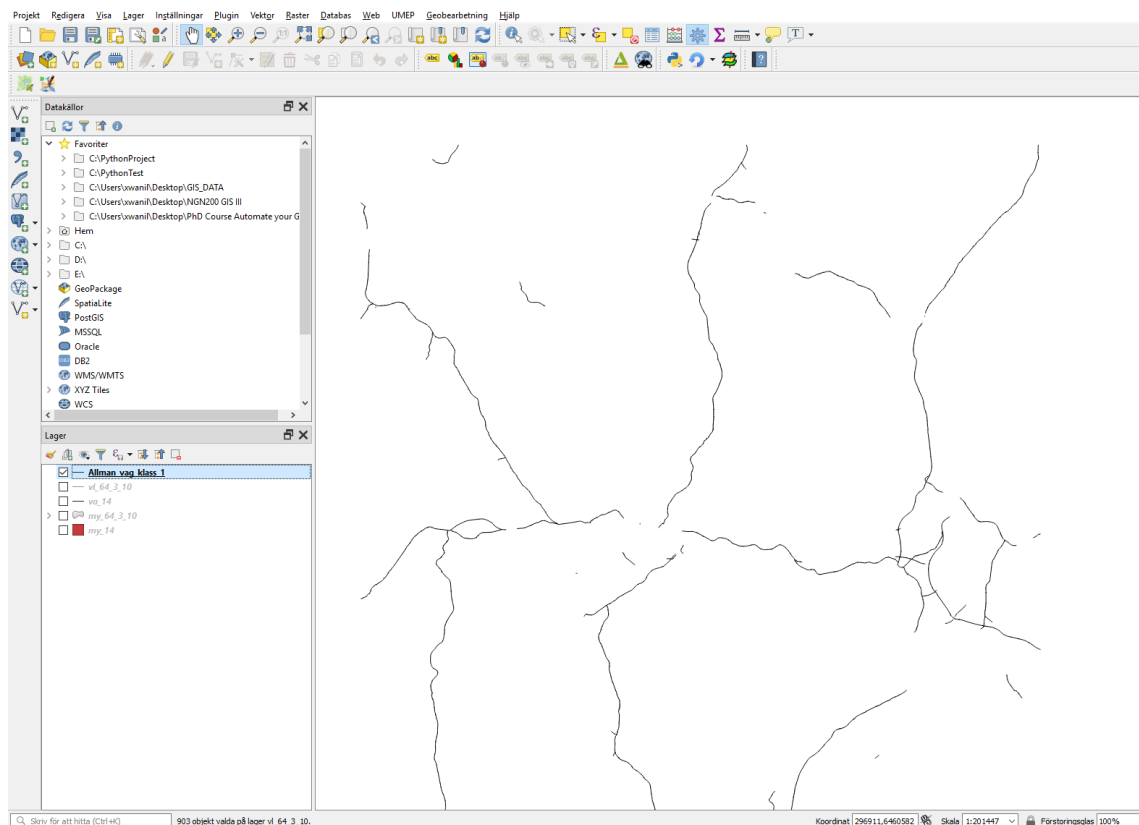 Projekt Redigera Visa Lager Inställningar Plugin Vektor Raster Databas Web UMEP Geobearbetning Hjälp
Datakällor
Favoriter
C:\PythonProject
C:\PythonTest
C:\Users\xwanil\Desktop\GIS_DATA
C:\Users\xwanil\Desktop\NGN200 GIS III
C:\Users\xwanil\Desktop\PhD Course Automate your G
Hem
C:\
D:\
E:\
GeoPackage
SpatiaLite
PostGIS
MSSQL
Oracle
DB2
WMS/WMTS
XYZ Tiles
WCS
Lager
Allman_vag_klass_1
vl_64_3_10
va_14
my_64_3_10
my_14
Skriv för att hitta (Ctrl+K) 903 objekt valda på lager vl_64_3_10. Koordinat 296911,6460582 Skala 1:201447 Förstoringsglas 100%